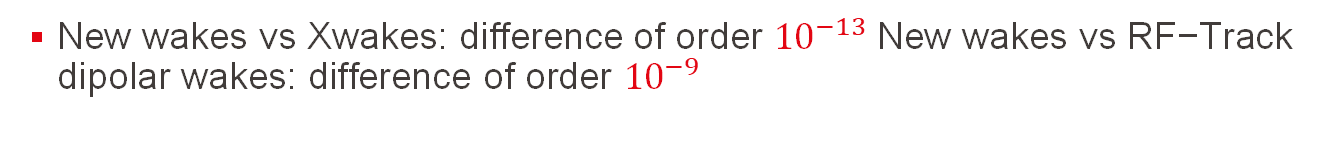 ▪ New wakes vs Xwakes: difference of order 10⁻¹³ New wakes vs RF−Track
dipolar wakes: difference of order 10⁻⁹